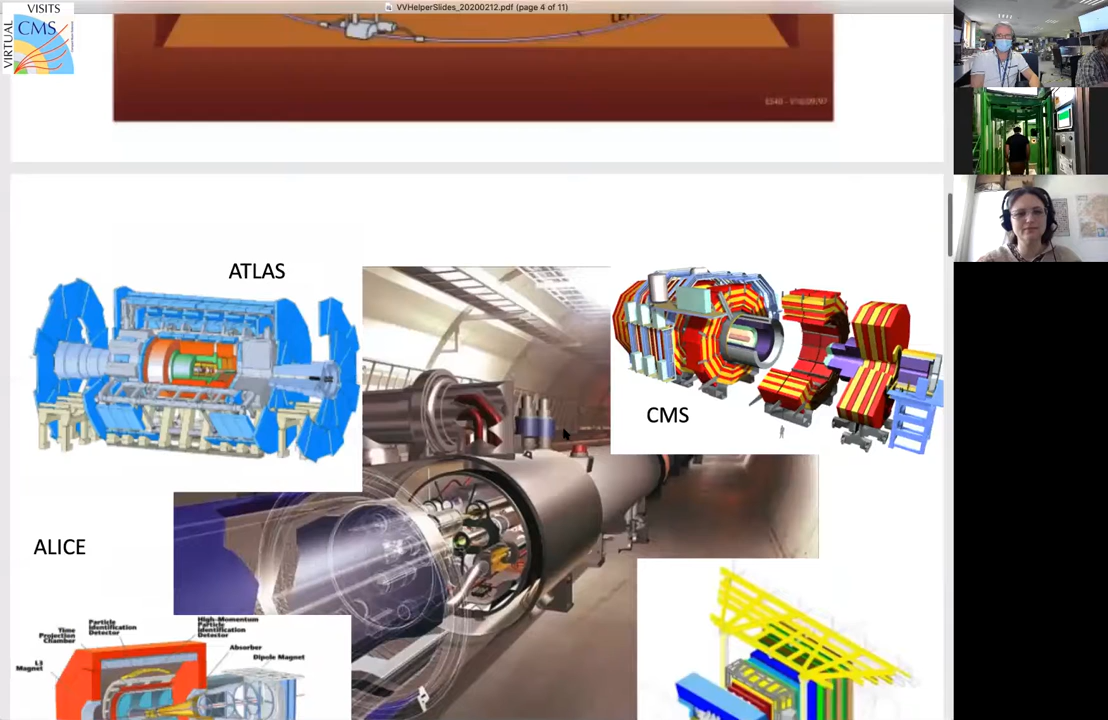 VVHelperSlides_20200212.pdf (page 4 of 11)
VISITS
CMS
VIRTUAL
ATLAS
CMS
ALICE
Time
Projection
Chamber
Particle
Identification
Detector
High-Momentum
Particle
Identification
Detector
Absorber
Dipole Magnet
L3
Magnet